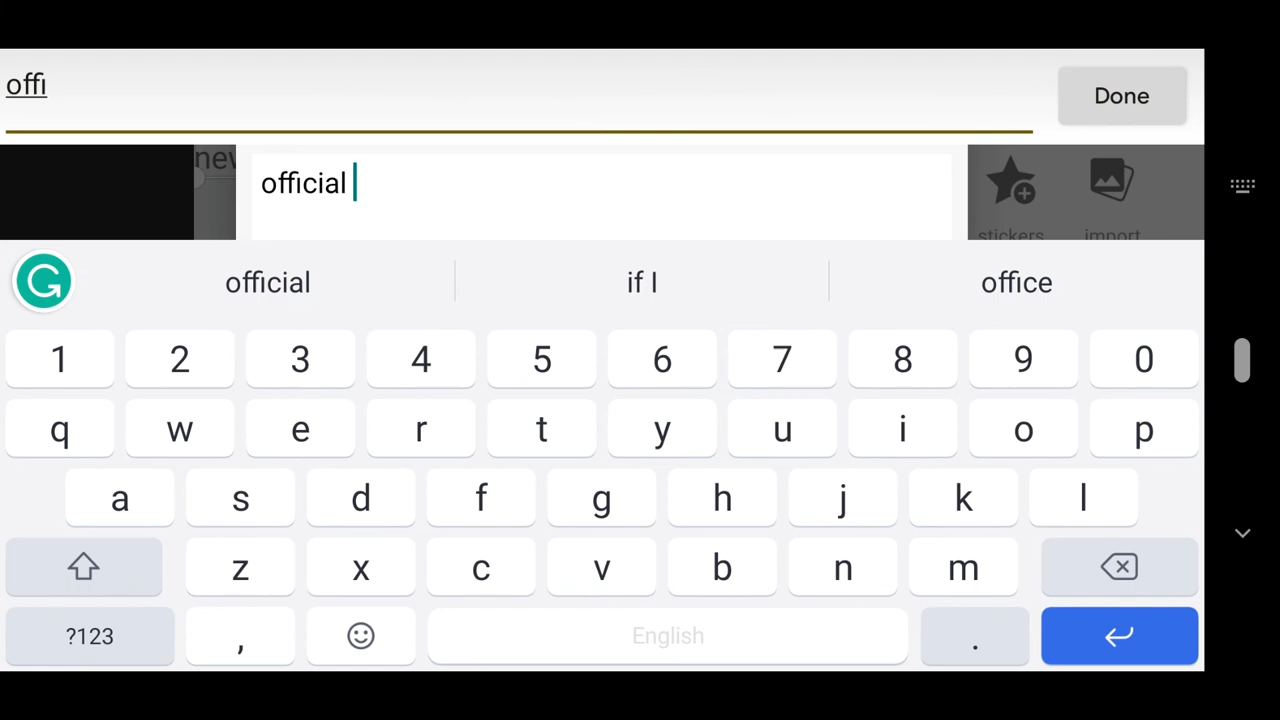 offi
Done
new
official
stickers import
official if I office
1 2 3 4 5 6 7 8 9 0
q w e r t y u i o p
a s d f g h j k l
z x c v b n m
?123 , English .